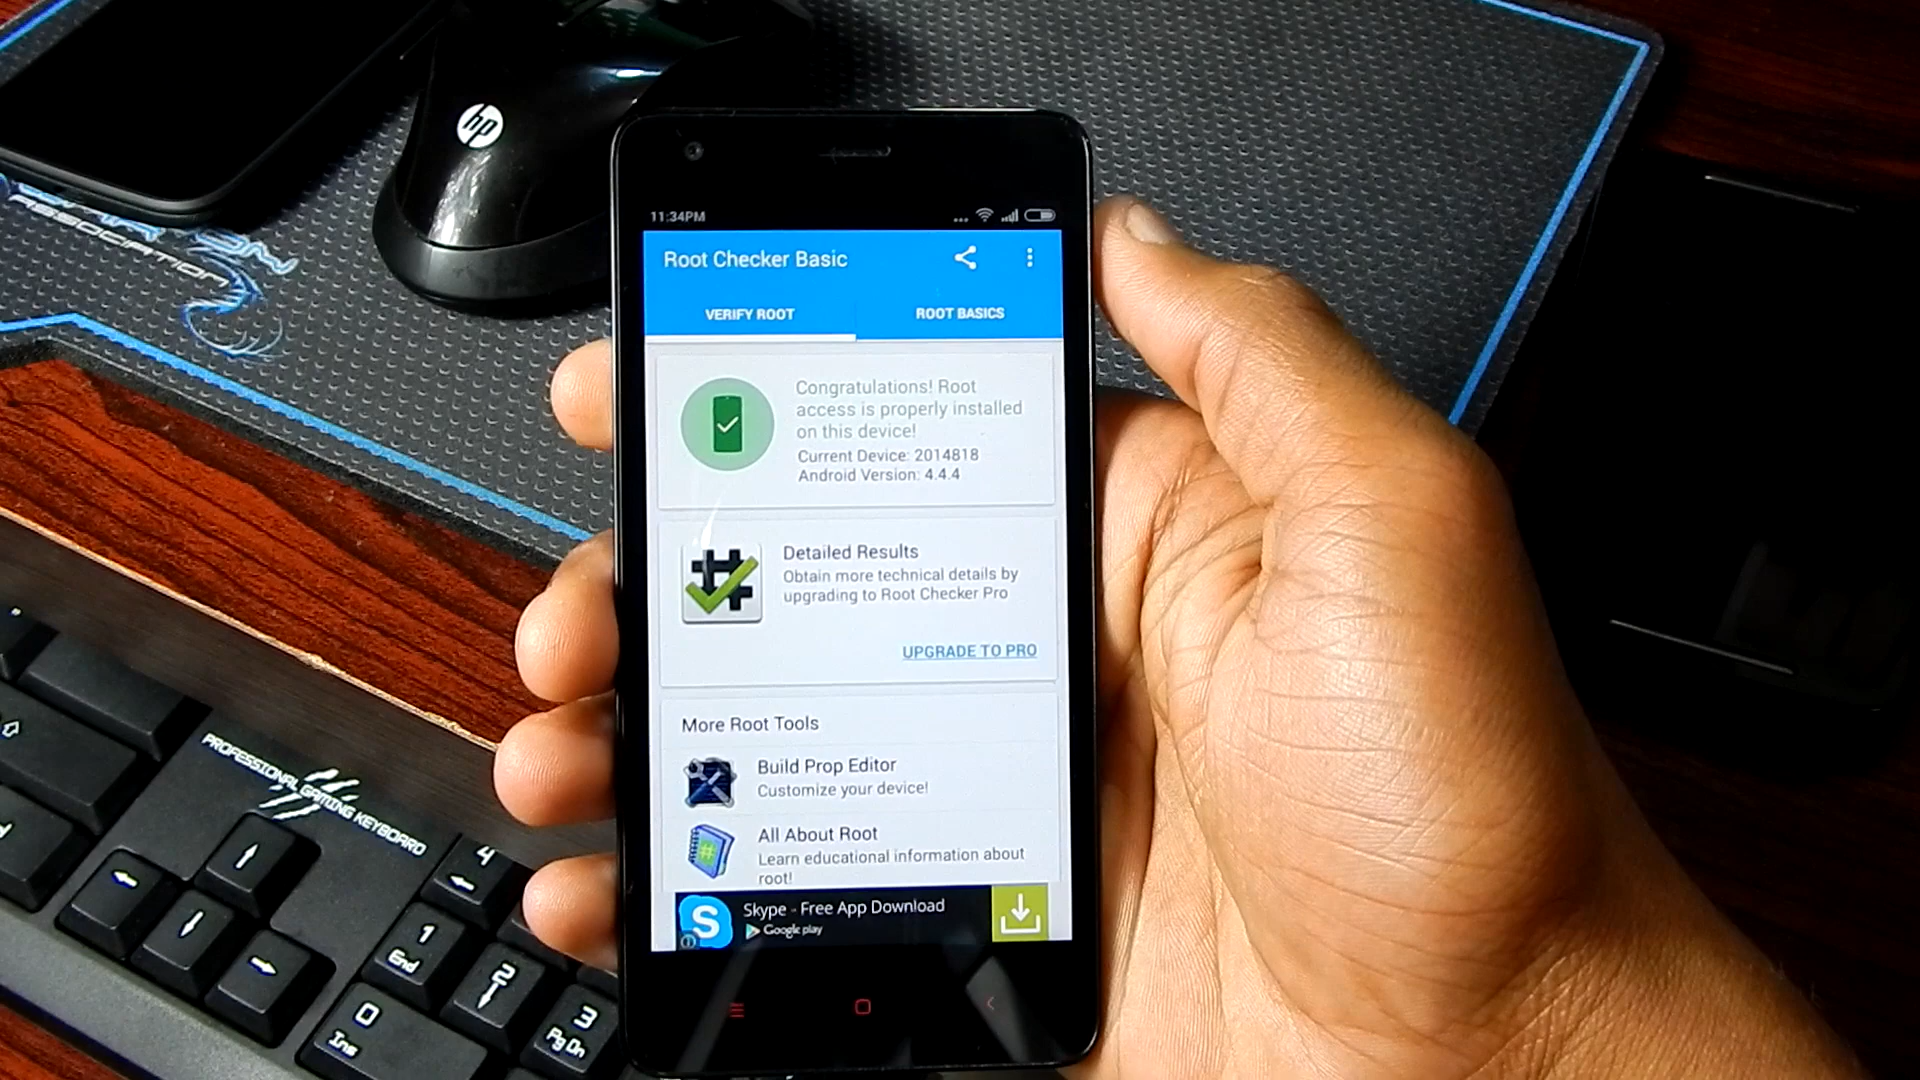 hp
ASSOCIATION
11:34PM
Root Checker Basic
VERIFY ROOT
ROOT BASICS
Congratulations! Root
access is properly installed
on this device!
Current Device: 2014818
Android Version: 4.4.4
Detailed Results
Obtain more technical details by
upgrading to Root Checker Pro
UPGRADE TO PRO
More Root Tools
Build Prop Editor
Customize your device!
All About Root
Learn educational information about
root!
S
Skype - Free App Download
Google play
PROFESSIONAL GAMING KEYBOARD
4
1
End
2
3
Pg Dn
0
Ins